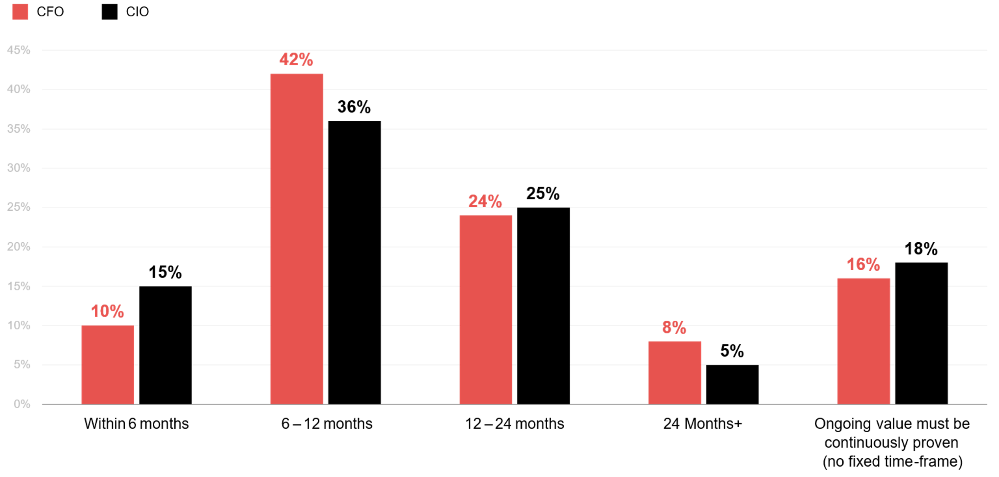 CFO
CIO
45%
40%
35%
30%
25%
20%
15%
10%
5%
0%
10%
15%
42%
36%
24%
25%
8%
5%
16%
18%
Within 6 months
6 – 12 months
12 – 24 months
24 Months+
Ongoing value must be
continuously proven
(no fixed time-frame)